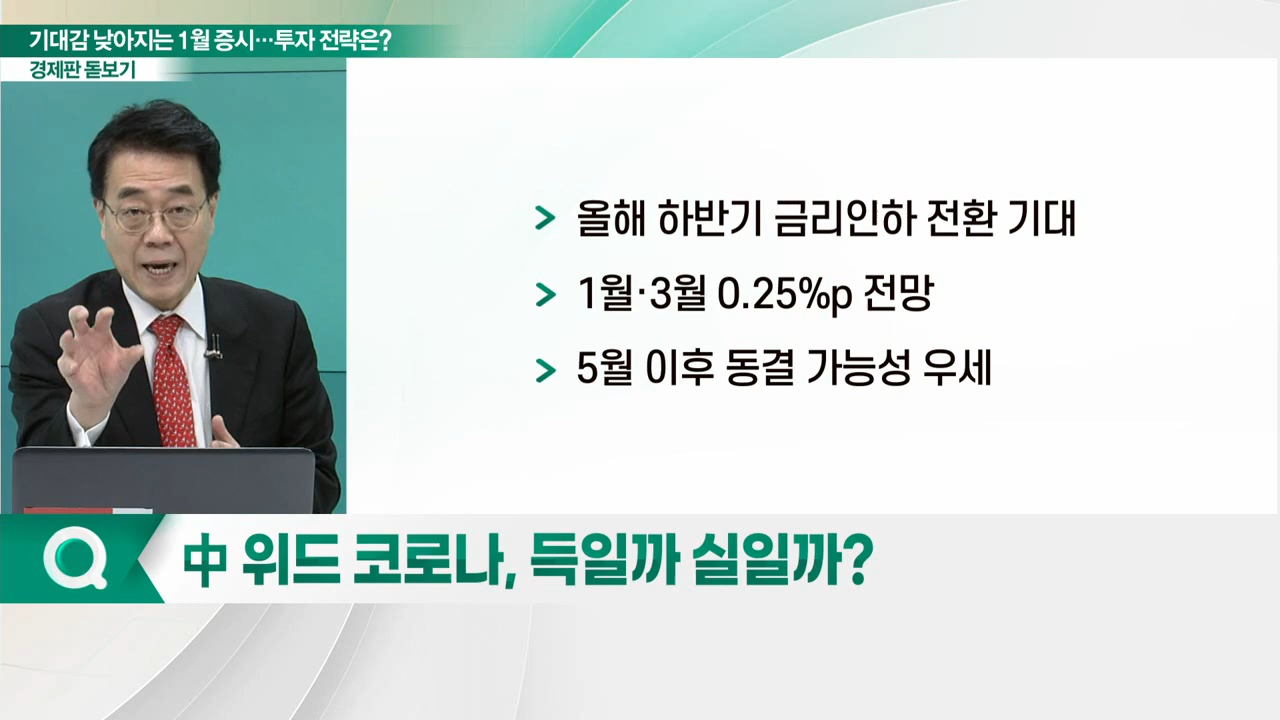 기대감 낮아지는 1월 증시…투자 전략은?
경제판 돋보기
> 올해 하반기 금리인하 전환 기대
> 1월·3월 0.25%p 전망
> 5월 이후 동결 가능성 우세
Q 中 위드 코로나, 득일까 실일까?